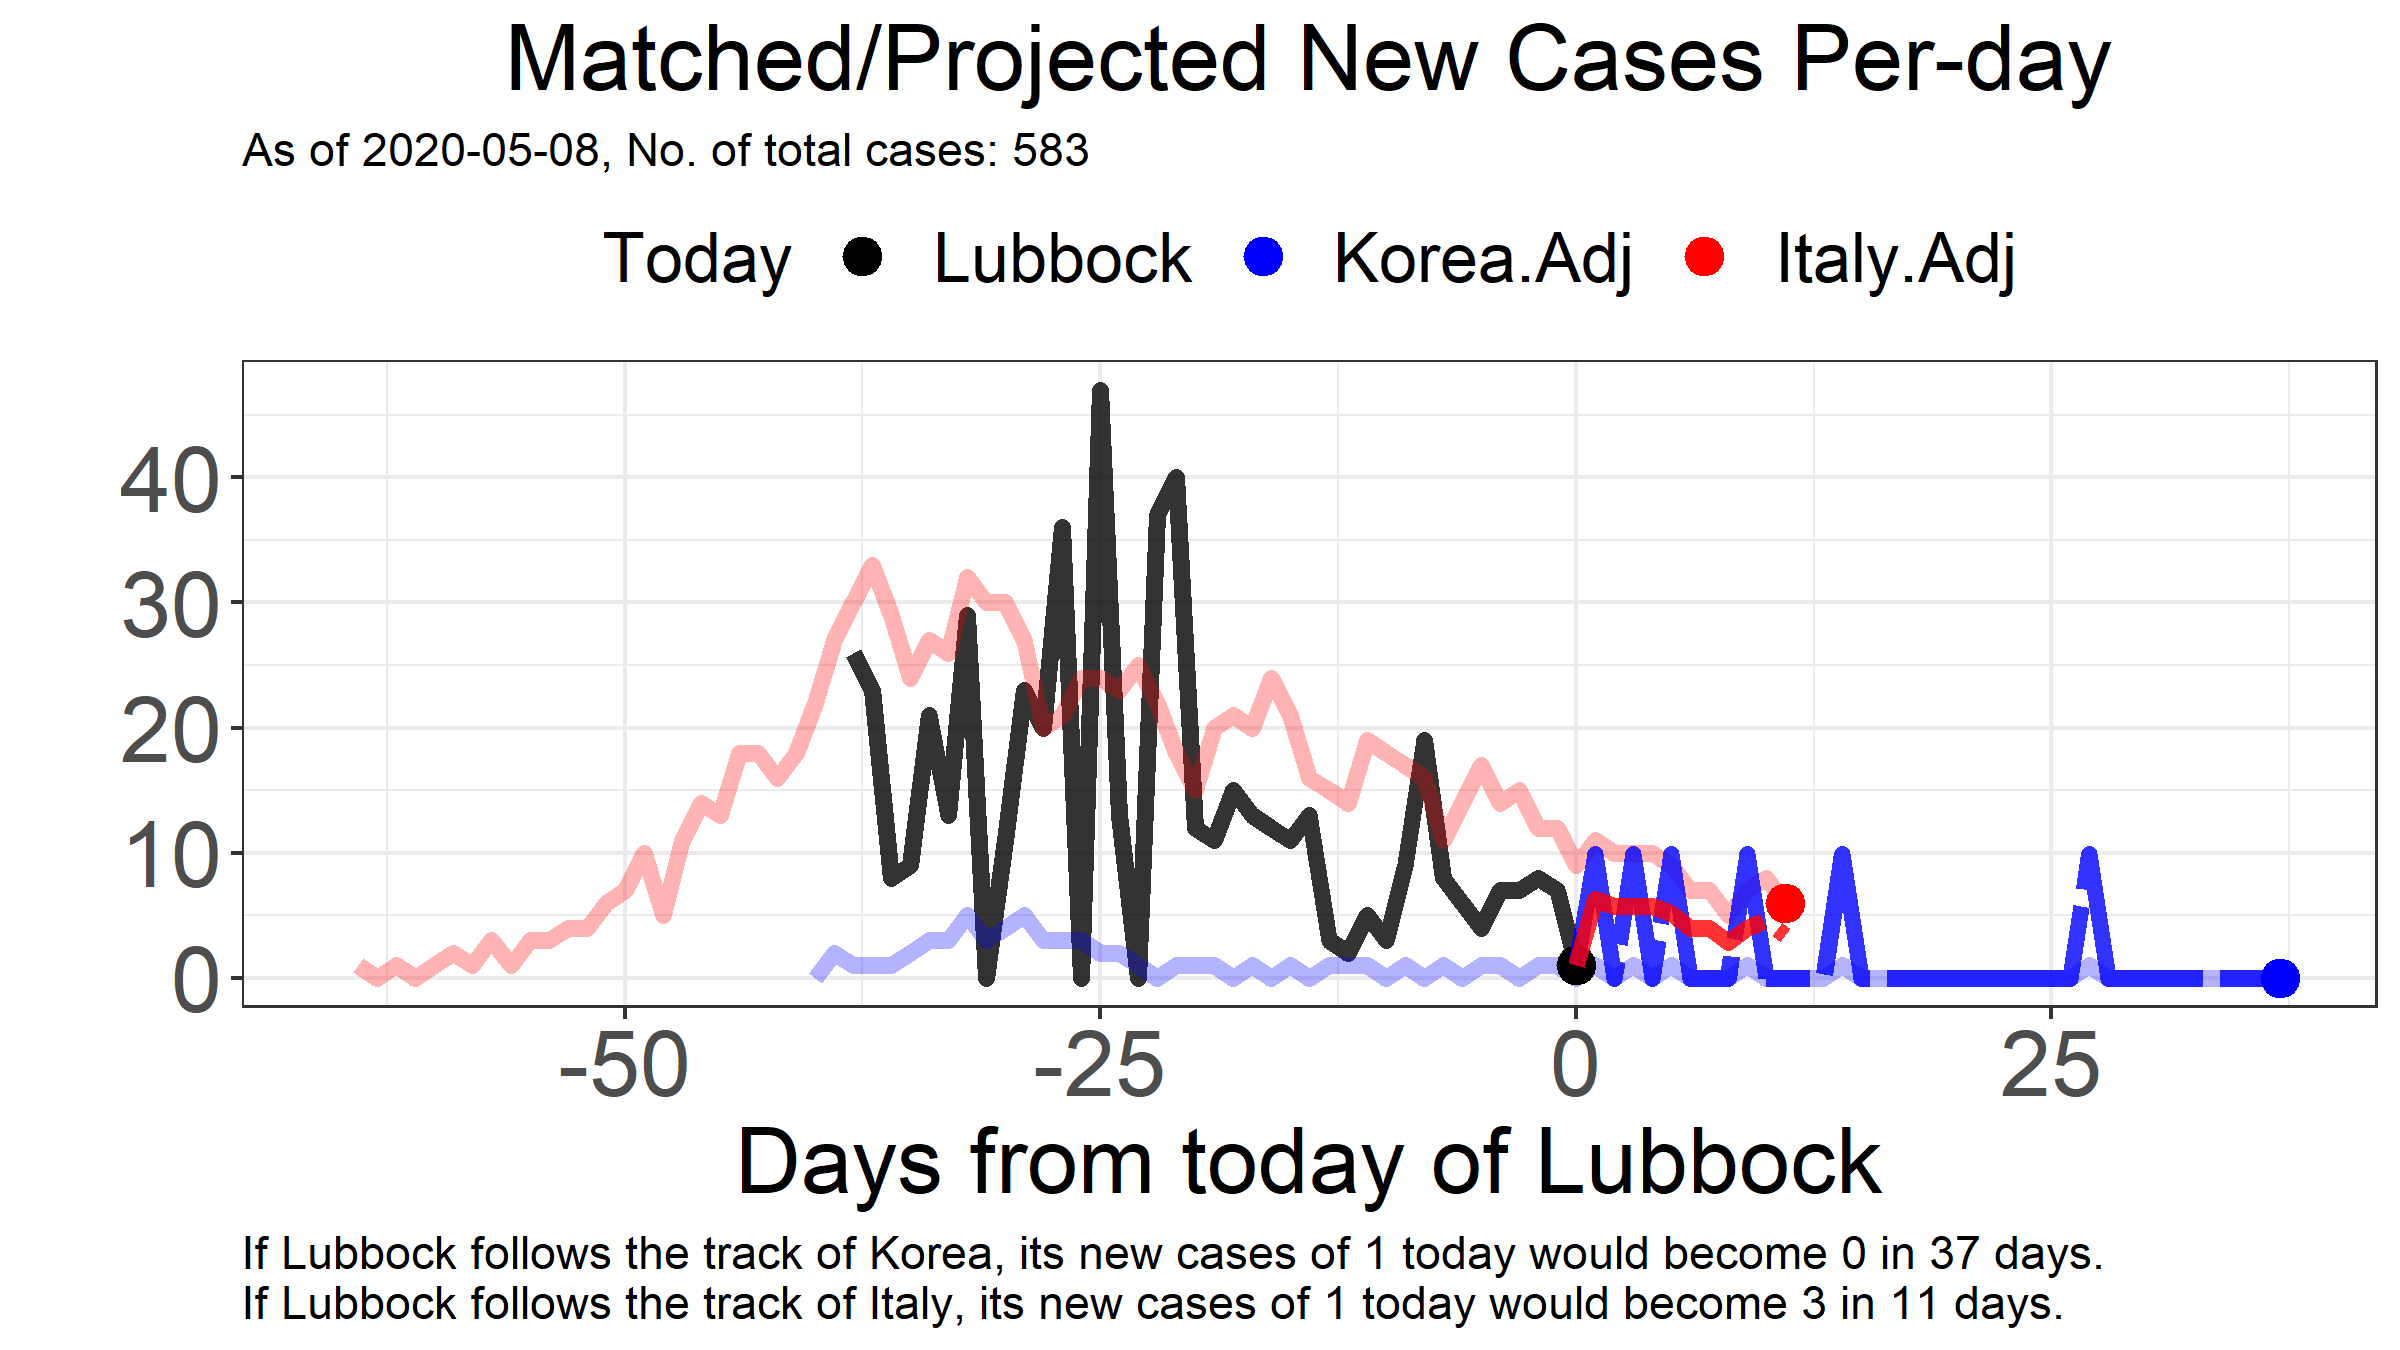 Matched/Projected New Cases Per-day
As of 2020-05-08, No. of total cases: 583
Today Lubbock Korea.Adj Italy.Adj
40
30
20
10
0
-50 -25 0 25
Days from today of Lubbock
If Lubbock follows the track of Korea, its new cases of 1 today would become 0 in 37 days.
If Lubbock follows the track of Italy, its new cases of 1 today would become 3 in 11 days.